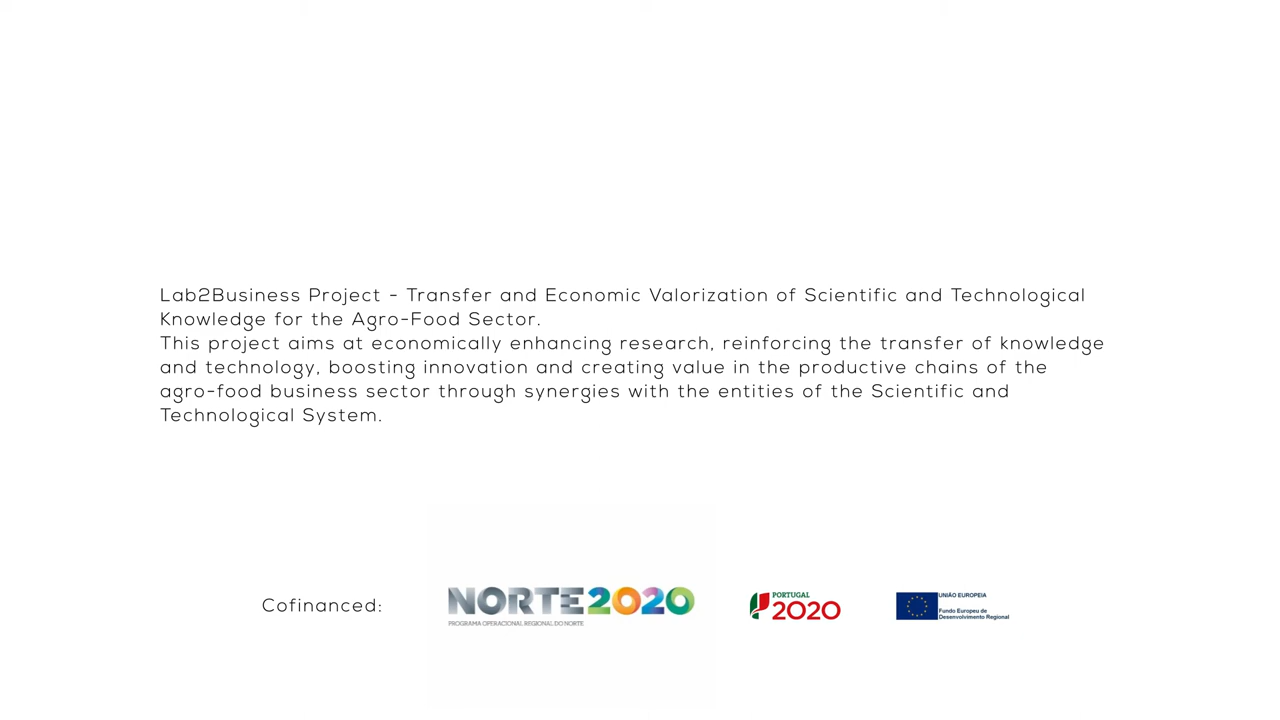 Lab2Business Project - Transfer and Economic Valorization of Scientific and Technological
Knowledge for the Agro-Food Sector.
This project aims at economically enhancing research, reinforcing the transfer of knowledge
and technology, boosting innovation and creating value in the productive chains of the
agro-food business sector through synergies with the entities of the Scientific and
Technological System.
Cofinanced:
NORTE2020
PROGRAMA OPERACIONAL REGIONAL DO NORTE
PORTUGAL
2020
UNIÃO EUROPEIA
Fundo Europeu de
Desenvolvimento Regional